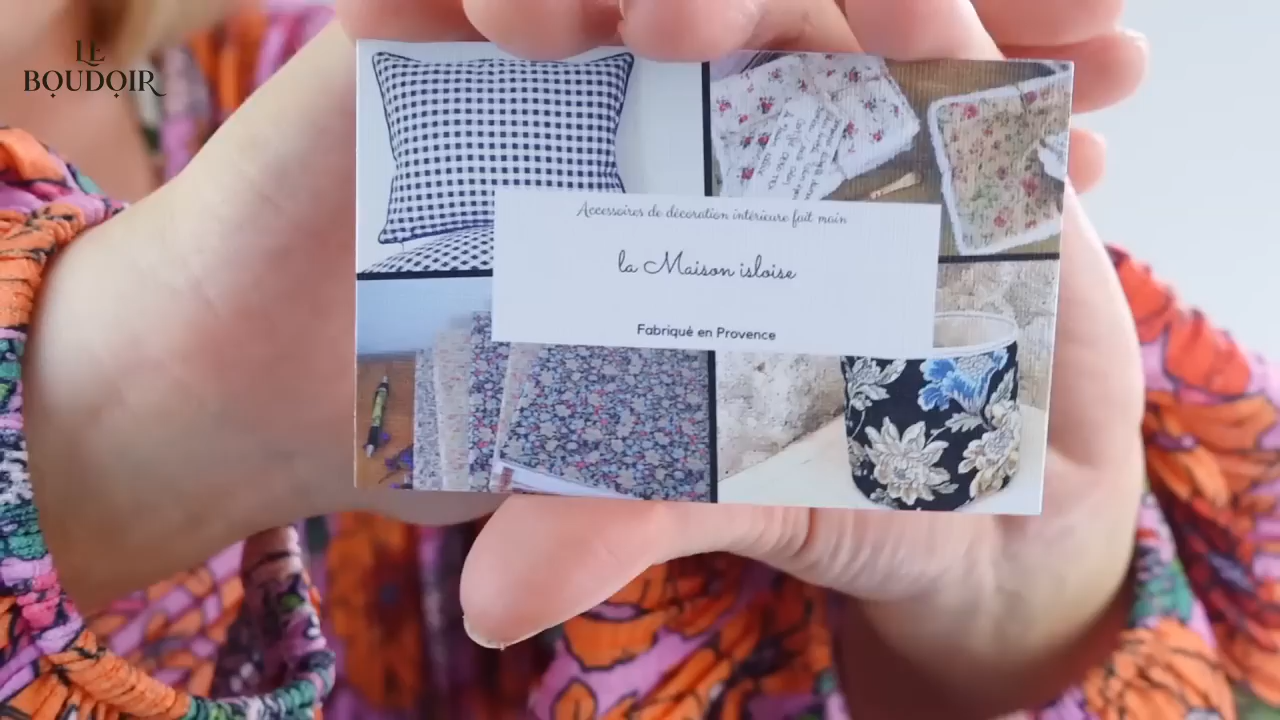 LE
BOUDOIR
Accessoires de décoration intérieure fait main
la Maison isloise
Fabriqué en Provence